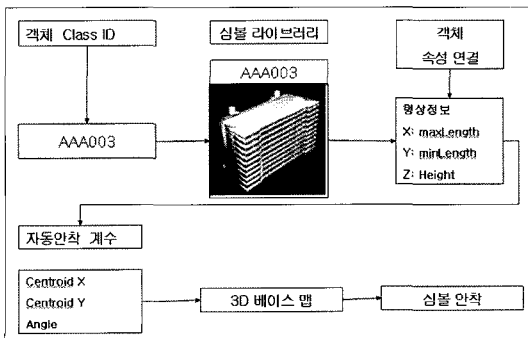 객체 Class ID
심볼 라이브러리
객체
속성 연결
AAA003
AAA003
형상정보
X: maxLength
Y: minLength
Z: Height
자동안착 계수
Centroid X
Centroid Y
Angle
3D 베이스 맵
심볼 안착